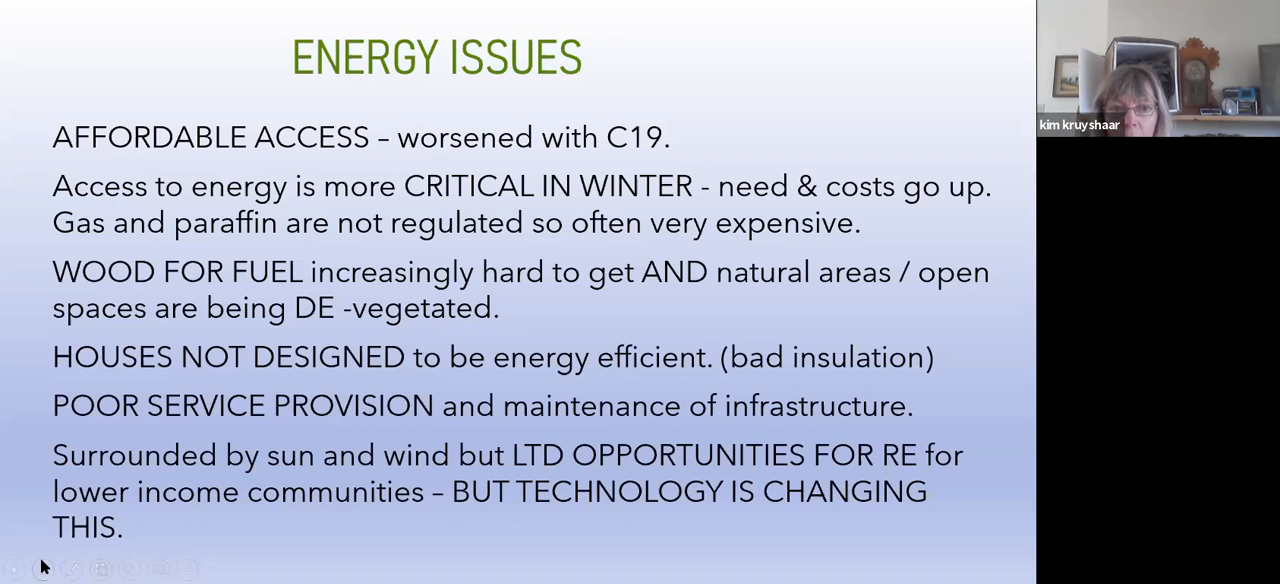 ENERGY ISSUES
AFFORDABLE ACCESS – worsened with C19.
Access to energy is more CRITICAL IN WINTER - need & costs go up.
Gas and paraffin are not regulated so often very expensive.
WOOD FOR FUEL increasingly hard to get AND natural areas / open
spaces are being DE -vegetated.
HOUSES NOT DESIGNED to be energy efficient. (bad insulation)
POOR SERVICE PROVISION and maintenance of infrastructure.
Surrounded by sun and wind but LTD OPPORTUNITIES FOR RE for
lower income communities – BUT TECHNOLOGY IS CHANGING
THIS.
kim kruyshaar